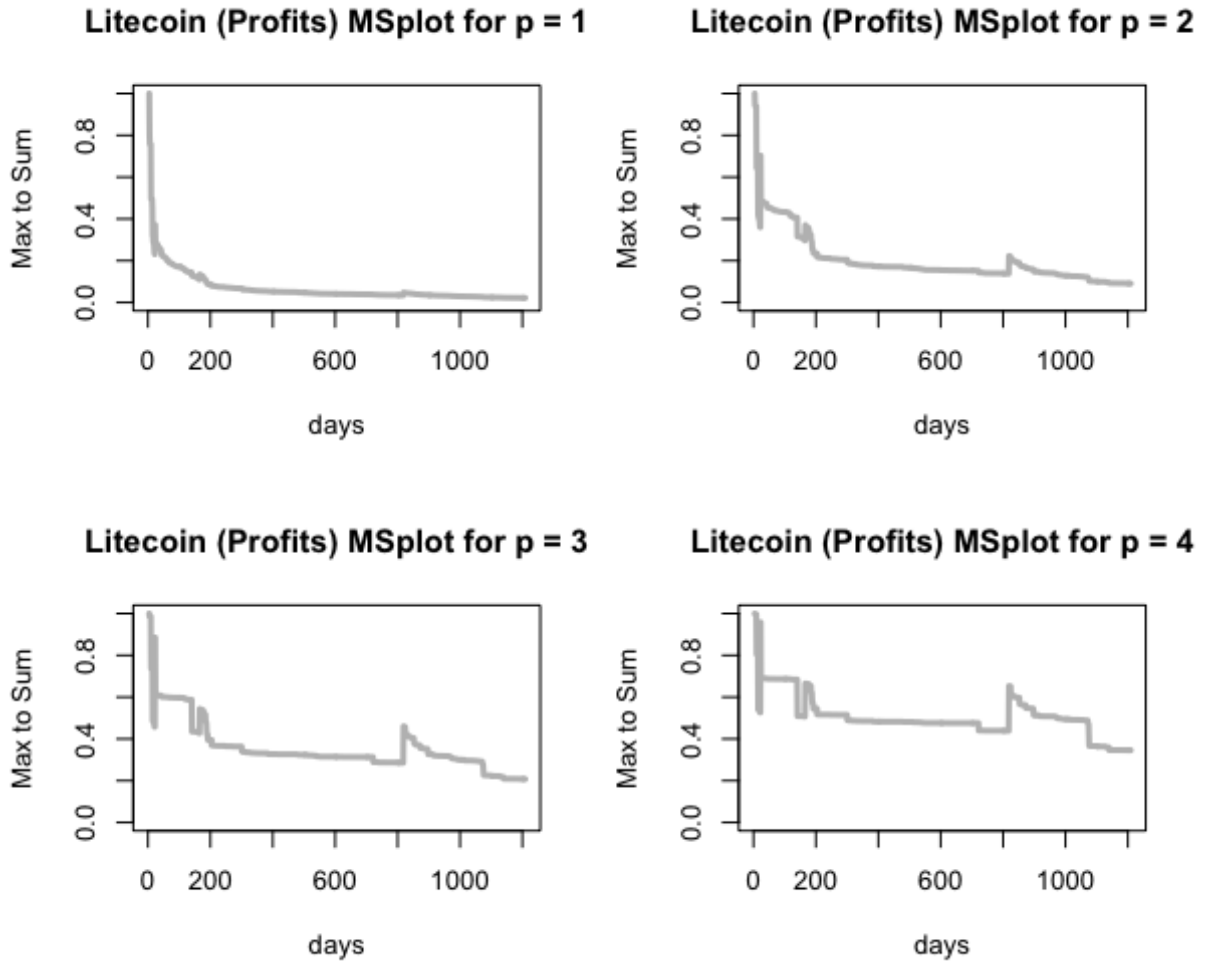 Litecoin (Profits) MSplot for p = 1
Max to Sum
0.8
0.4
0.0
0 200 600 1000
days
Litecoin (Profits) MSplot for p = 2
Max to Sum
0.8
0.4
0.0
0 200 600 1000
days
Litecoin (Profits) MSplot for p = 3
Max to Sum
0.8
0.4
0.0
0 200 600 1000
days
Litecoin (Profits) MSplot for p = 4
Max to Sum
0.8
0.4
0.0
0 200 600 1000
days